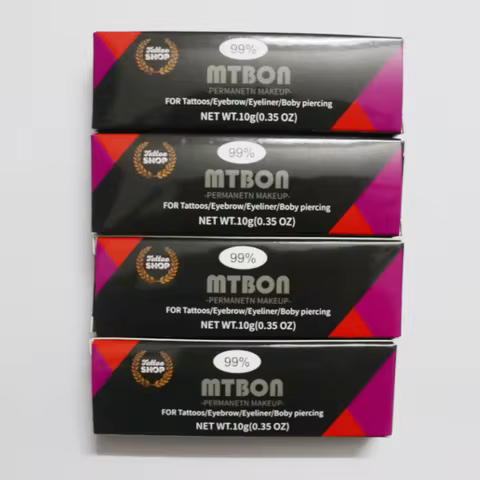 Tattoo
SHOP
99%
MTBON
-PERMANETN MAKEUP-
FOR Tattoos/Eyebrow/Eyeliner/Boby piercing
NET WT.10g(0.35 OZ)
Tattoo
SHOP
99%
MTBON
-PERMANETN MAKEUP-
FOR Tattoos/Eyebrow/Eyeliner/Boby piercing
NET WT.10g(0.35 OZ)
Tattoo
SHOP
99%
MTBON
-PERMANETN MAKEUP-
FOR Tattoos/Eyebrow/Eyeliner/Boby piercing
NET WT.10g(0.35 OZ)
Tattoo
SHOP
99%
MTBON
-PERMANETN MAKEUP-
FOR Tattoos/Eyebrow/Eyeliner/Boby piercing
NET WT.10g(0.35 OZ)